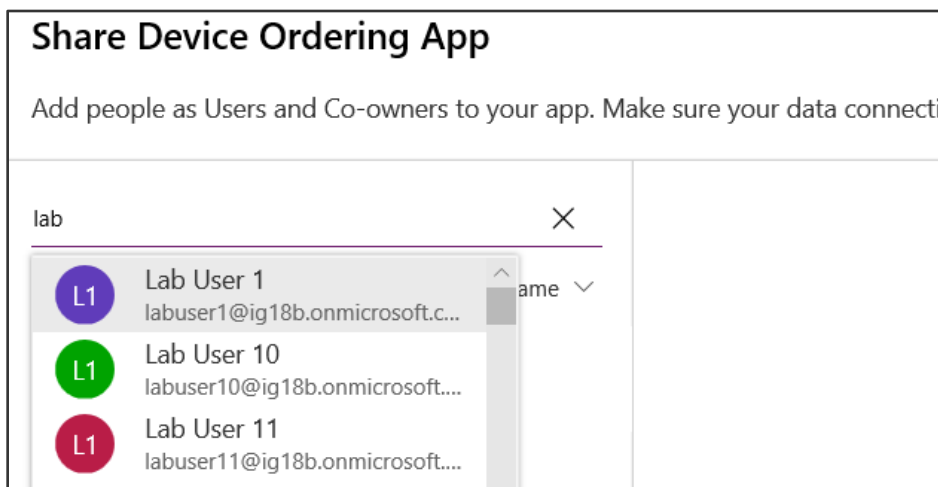 Share Device Ordering App
Add people as Users and Co-owners to your app. Make sure your data
lab
Lab User 1
labuser1@ig18b.onmicrosoft.c...
L1
Lab User 10
labuser10@ig18b.onmicrosoft....
L1
Lab User 11
labuser11@ig18b.onmicrosoft....
L1